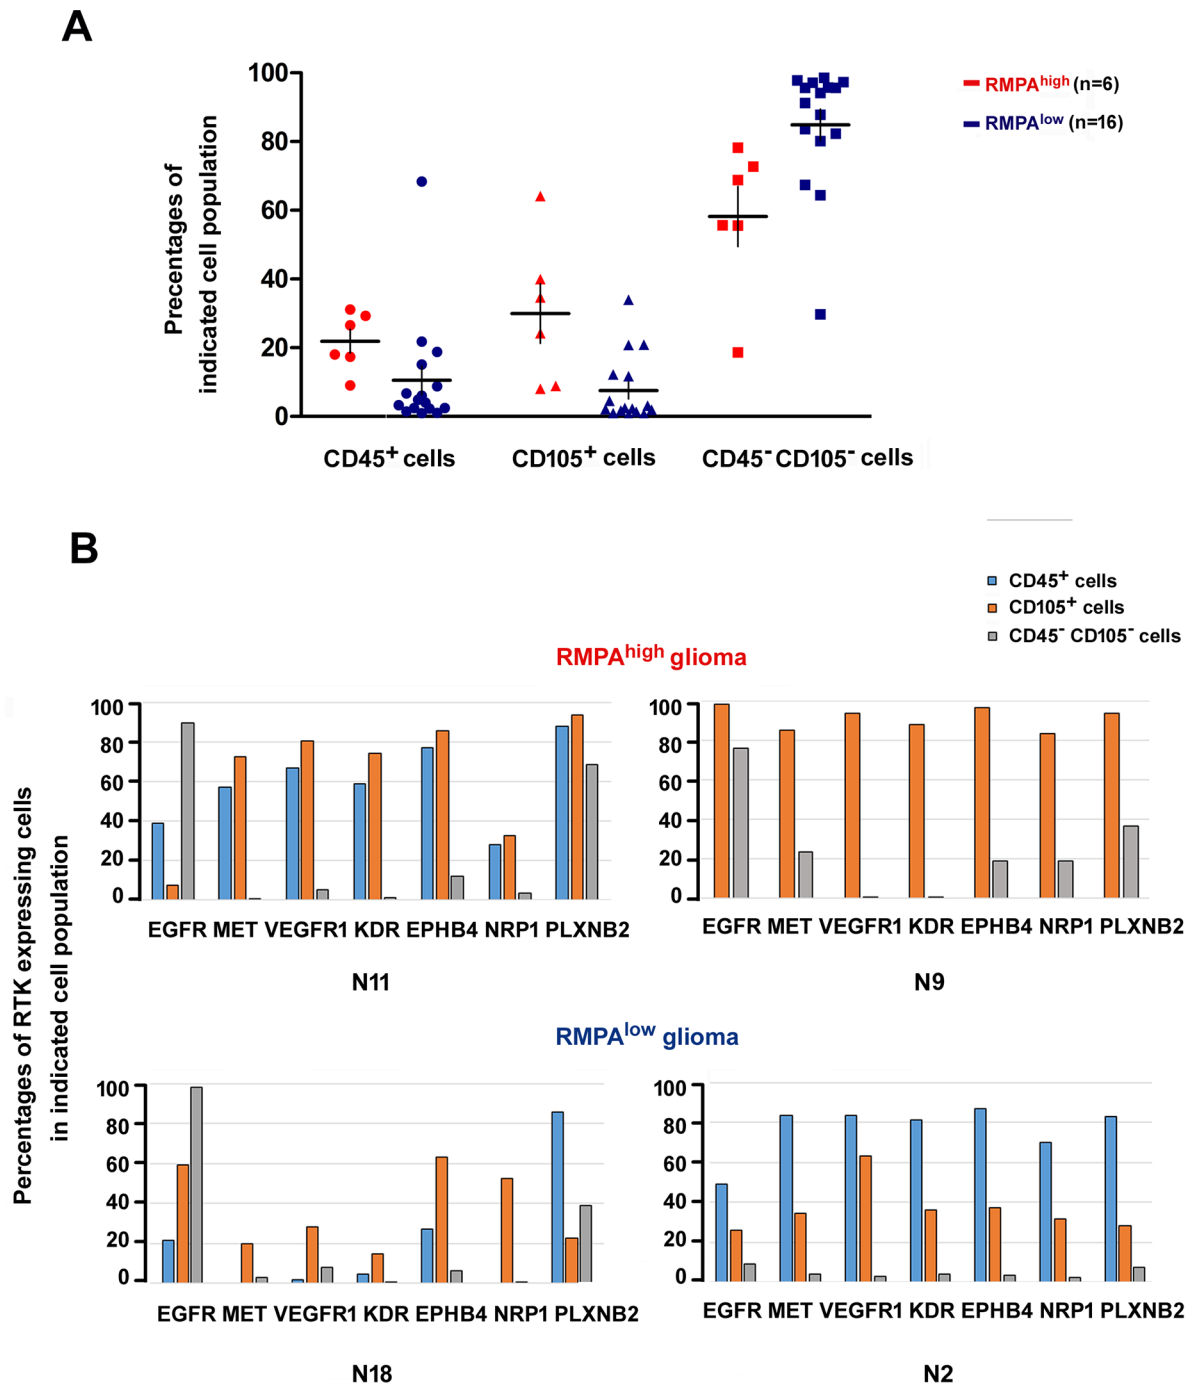 A
Precentages of
indicated cell population
100
80
60
40
20
0
CD45+ cells
CD105+ cells
CD45- CD105- cells
RMPAhigh (n=6)
RMPAlow (n=16)
B
CD45+ cells
CD105+ cells
CD45- CD105- cells
Percentages of RTK expressing cells
in indicated cell population
RMPAhigh glioma
100
80
60
40
20
0
EGFR MET VEGFR1 KDR EPHB4 NRP1 PLXNB2
N11
100
80
60
40
20
0
EGFR MET VEGFR1 KDR EPHB4 NRP1 PLXNB2
N9
RMPAlow glioma
100
80
60
40
20
0
EGFR MET VEGFR1 KDR EPHB4 NRP1 PLXNB2
N18
100
80
60
40
20
0
EGFR MET VEGFR1 KDR EPHB4 NRP1 PLXNB2
N2